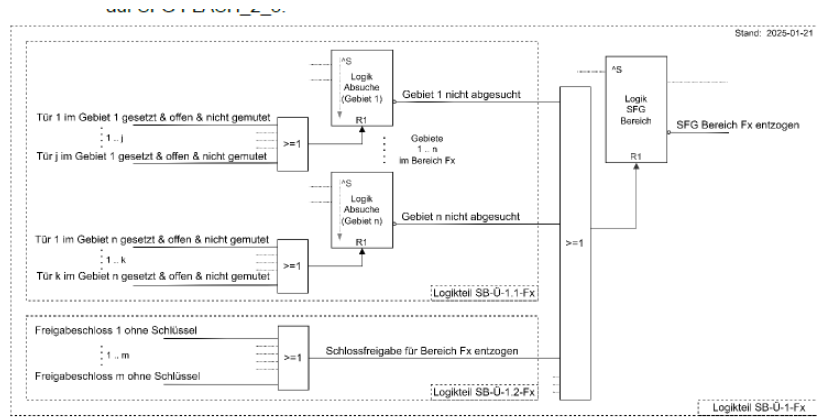 Stand: 2025-01-21
^S
Logik
Absuche
(Gebiet 1)
R1
Gebiet 1 nicht abgesucht
^S
Logik
SFG
Bereich
R1
SFG Bereich Fx entzogen
Tür 1 im Gebiet 1 gesetzt & offen & nicht gemutet
1 .. j
Tür j im Gebiet 1 gesetzt & offen & nicht gemutet
>=1
Gebiete
1 .. n
im Bereich Fx
^S
Logik
Absuche
(Gebiet n)
R1
Gebiet n nicht abgesucht
Tür 1 im Gebiet n gesetzt & offen & nicht gemutet
1 .. k
Tür k im Gebiet n gesetzt & offen & nicht gemutet
>=1
>=1
Logikteil SB-Ü-1.1-Fx
Freigabeschloss 1 ohne Schlüssel
1 .. m
Freigabeschloss m ohne Schlüssel
>=1
Schlossfreigabe für Bereich Fx entzogen
Logikteil SB-Ü-1.2-Fx
Logikteil SB-Ü-1-Fx